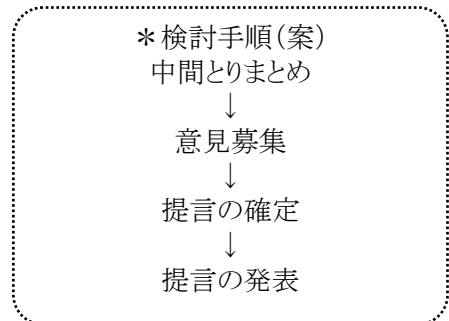 ＊検討手順(案)
中間とりまとめ
↓
意見募集
↓
提言の確定
↓
提言の発表